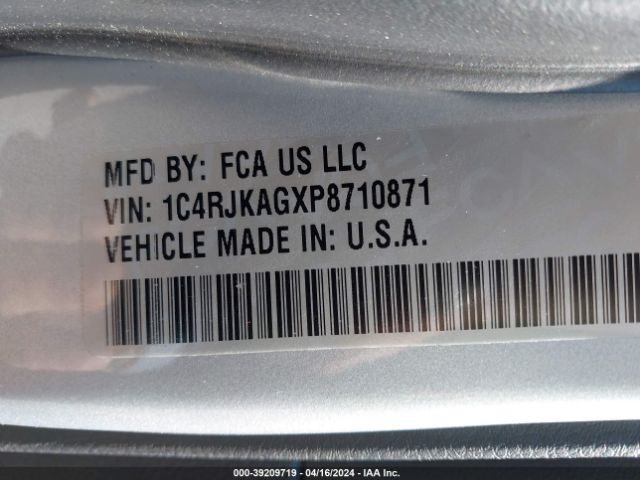 MFD BY: FCA US LLC
VIN: 1C4RJKAGXP8710871
VEHICLE MADE IN: U.S.A.
000-39209719 - 04/16/2024 - IAA Inc.